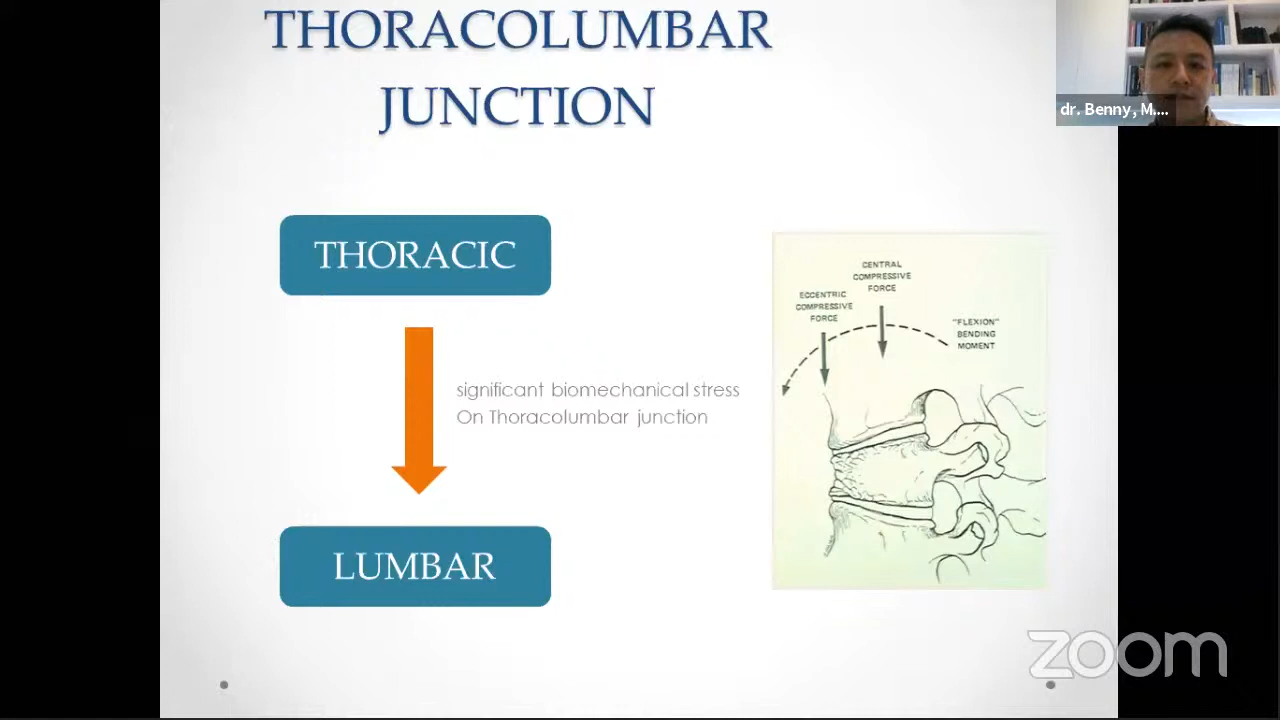 THORACOLUMBAR
JUNCTION
dr. Benny, M....
THORACIC
significant biomechanical stress
On Thoracolumbar junction
LUMBAR
CENTRAL
COMPRESSIVE
FORCE
ECCENTRIC
COMPRESSIVE
FORCE
"FLEXION"
BENDING
MOMENT
zoom